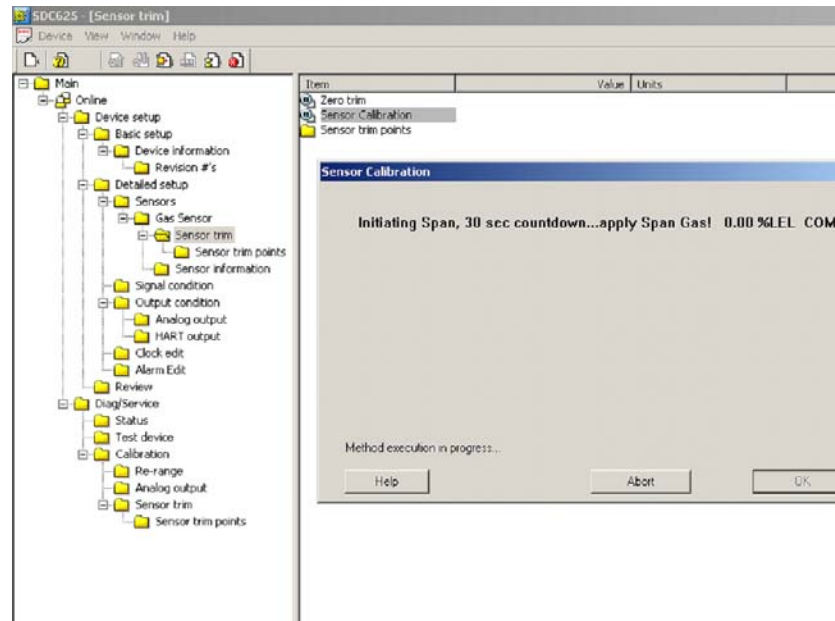 SDC625 - [Sensor trim]
Device View Window Help
Main
Online
Device setup
Basic setup
Device information
Revision #'s
Detailed setup
Sensors
Gas Sensor
Sensor trim
Sensor trim points
Sensor information
Signal condition
Output condition
Analog output
HART output
Clock edit
Alarm Edit
Review
Diag/Service
Status
Test device
Calibration
Re-range
Analog output
Sensor trim
Sensor trim points
Item Value Units
Zero trim
Sensor Calibration
Sensor trim points
Sensor Calibration
Initiating Span, 30 sec countdown...apply Span Gas! 0.00 %LEL COM
Method execution in progress...
Help Abort OK